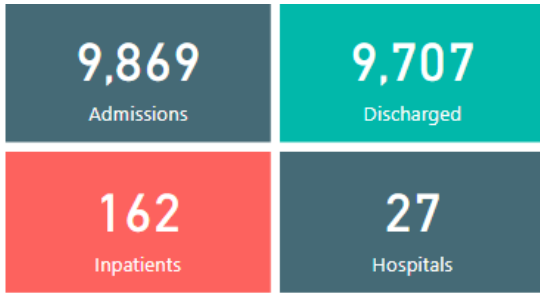 9,869
Admissions
9,707
Discharged
162
Inpatients
27
Hospitals